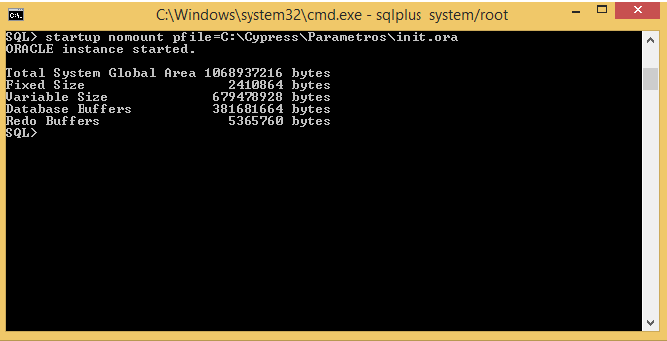 C:\Windows\system32\cmd.exe - sqlplus  system/root
SQL> startup nomount pfile=C:\Cypress\Parametros\init.ora
ORACLE instance started.
Total System Global Area 1068937216 bytes
Fixed Size                  2410864 bytes
Variable Size             679478928 bytes
Database Buffers          381681664 bytes
Redo Buffers                5365760 bytes
SQL>